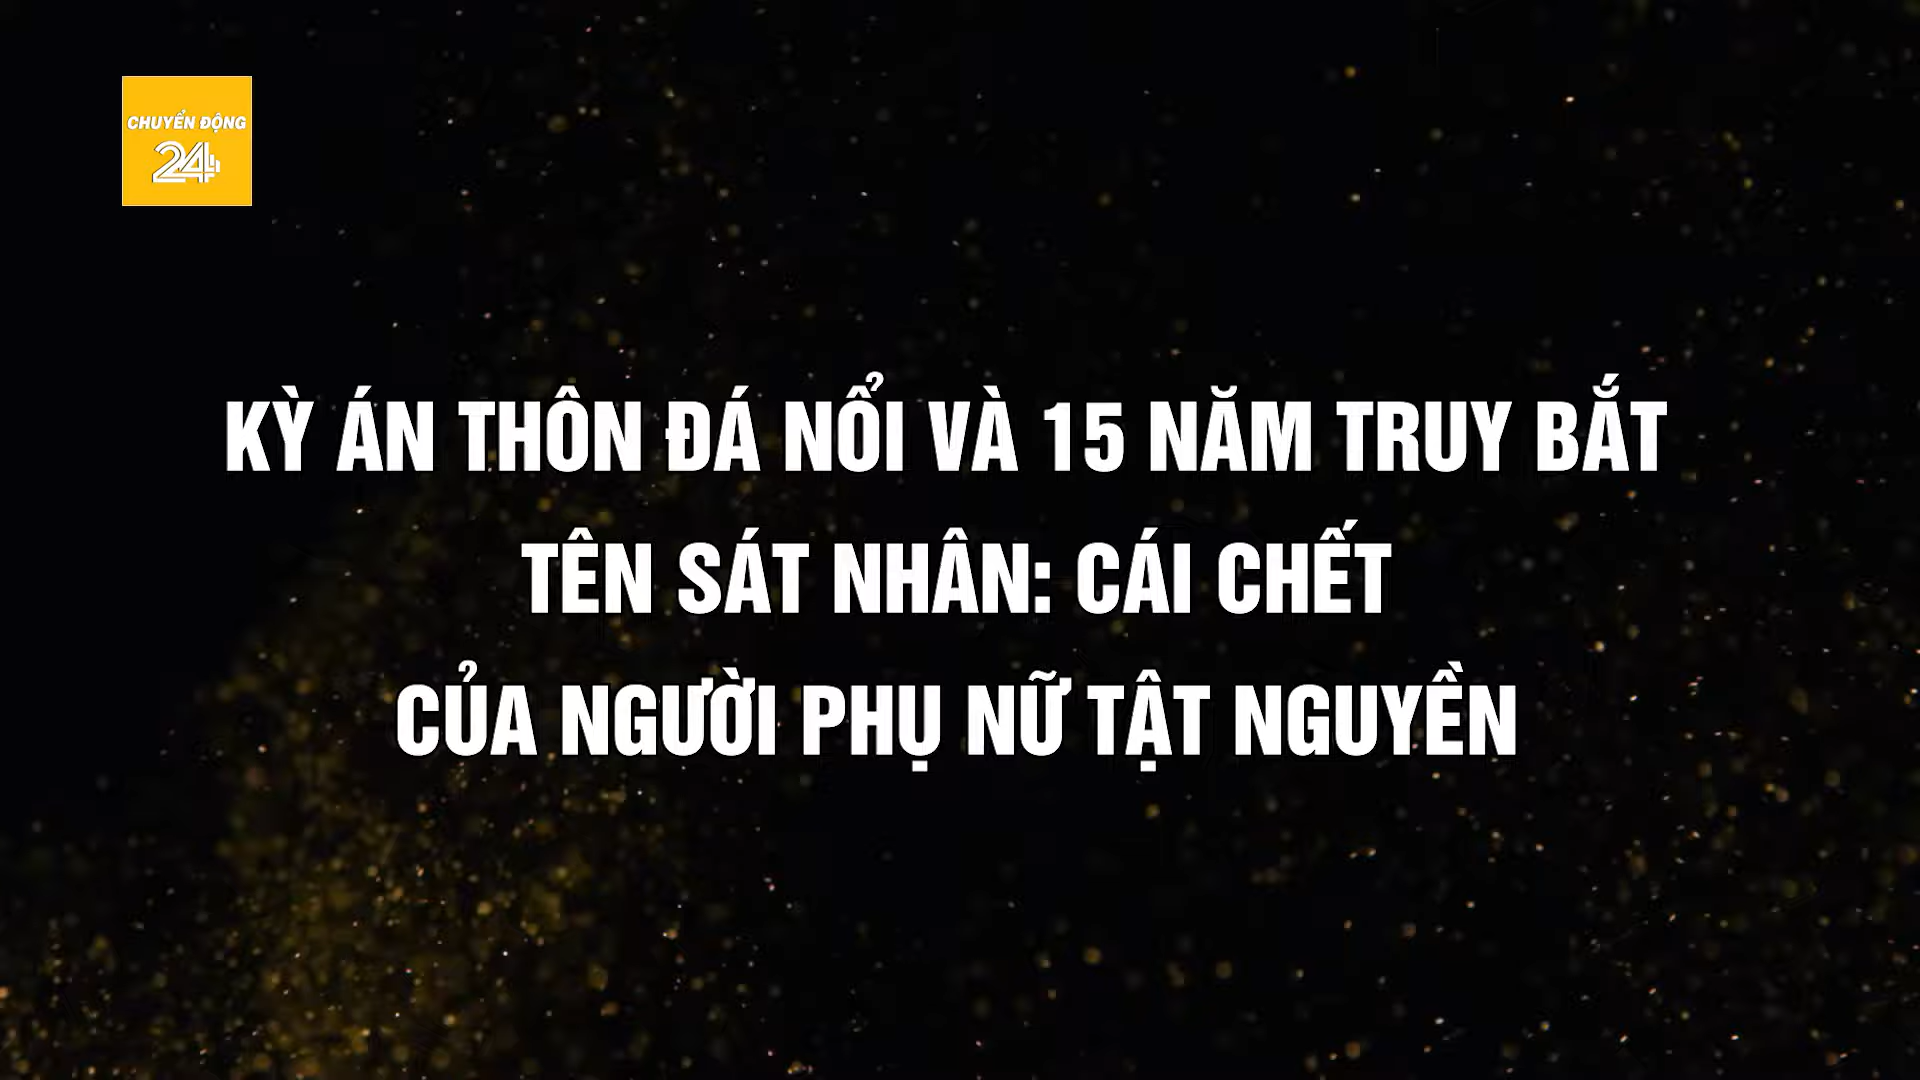 CHUYỂN ĐỘNG
24h
KỲ ÁN THÔN ĐÁ NỔI VÀ 15 NĂM TRUY BẮT
TÊN SÁT NHÂN: CÁI CHẾT
CỦA NGƯỜI PHỤ NỮ TẬT NGUYỀN